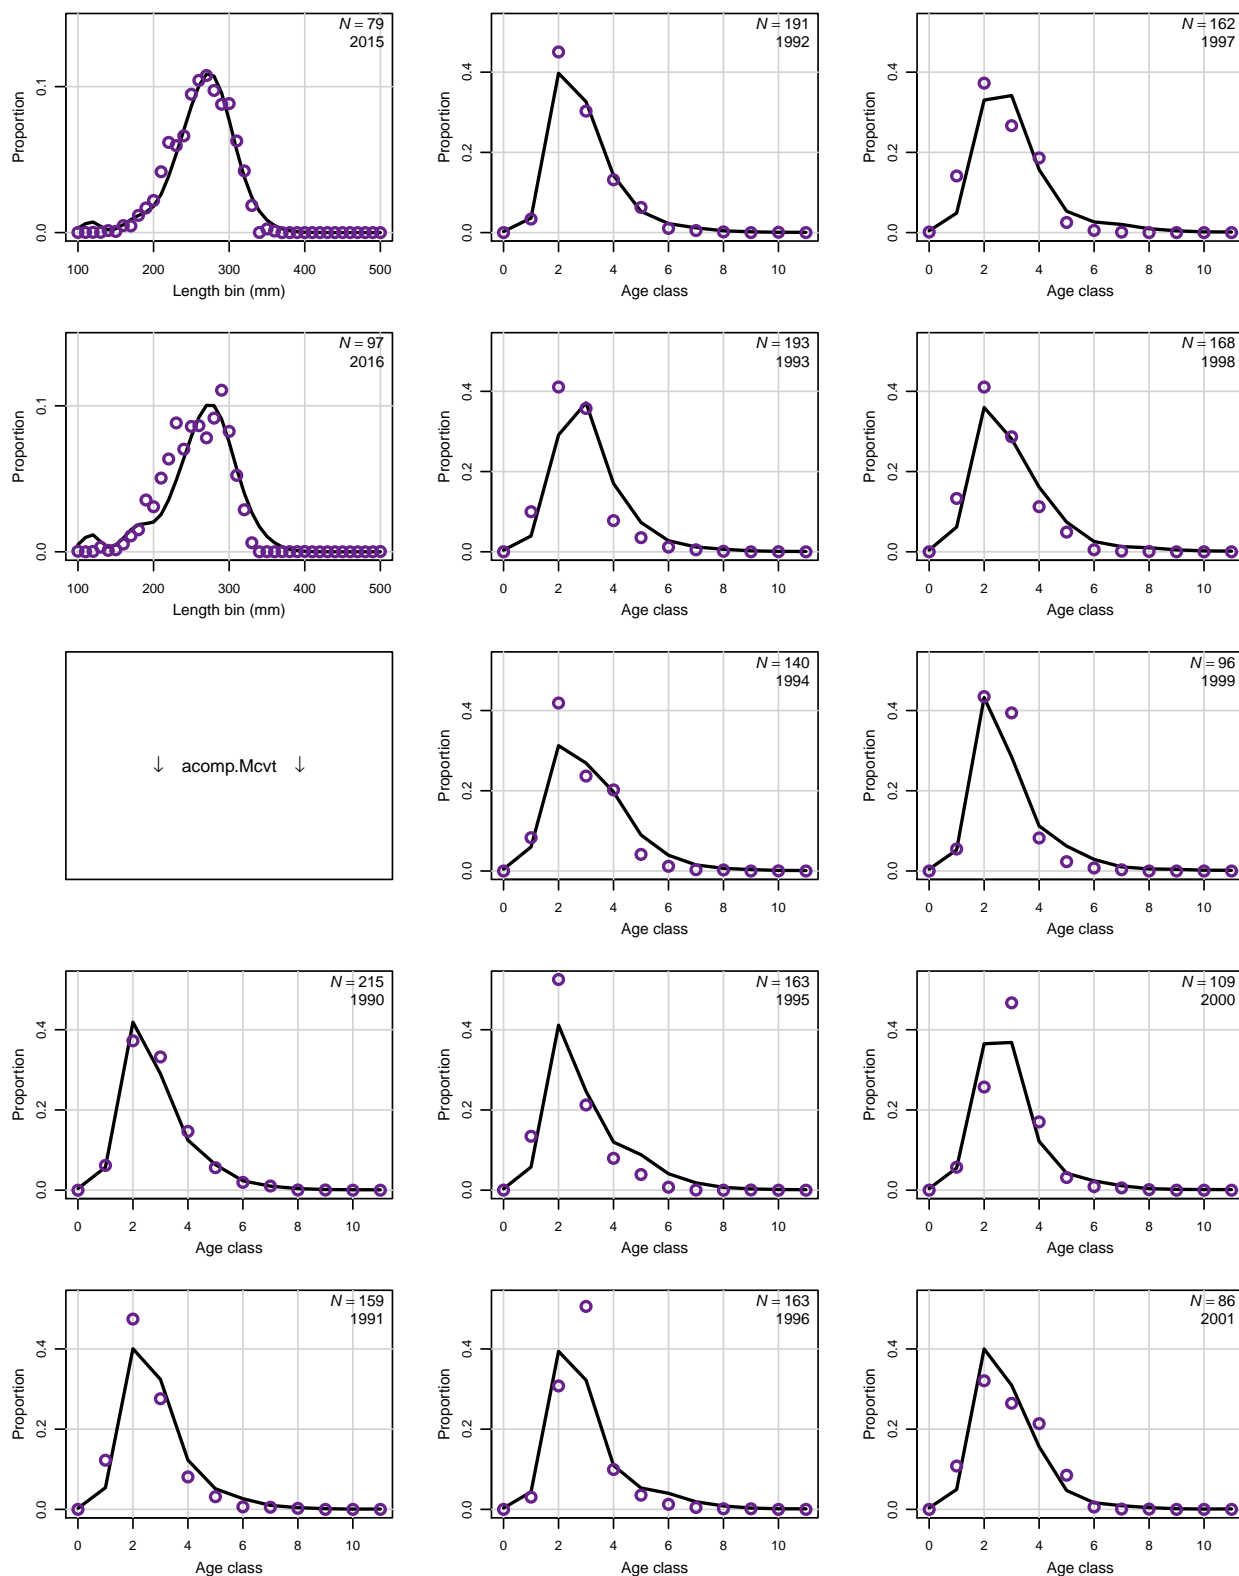 N = 79
2015
Proportion
0.0 0.1
100 200 300 400 500
Length bin (mm)
N = 191
1992
Proportion
0.0 0.2 0.4
0 2 4 6 8 10
Age class
N = 162
1997
Proportion
0.0 0.2 0.4
0 2 4 6 8 10
Age class
N = 97
2016
Proportion
0.0 0.1
100 200 300 400 500
Length bin (mm)
N = 193
1993
Proportion
0.0 0.2 0.4
0 2 4 6 8 10
Age class
N = 168
1998
Proportion
0.0 0.2 0.4
0 2 4 6 8 10
Age class
↓ acomp.Mcvt ↓
N = 140
1994
Proportion
0.0 0.2 0.4
0 2 4 6 8 10
Age class
N = 96
1999
Proportion
0.0 0.2 0.4
0 2 4 6 8 10
Age class
N = 215
1990
Proportion
0.0 0.2 0.4
0 2 4 6 8 10
Age class
N = 163
1995
Proportion
0.0 0.2 0.4
0 2 4 6 8 10
Age class
N = 109
2000
Proportion
0.0 0.2 0.4
0 2 4 6 8 10
Age class
N = 159
1991
Proportion
0.0 0.2 0.4
0 2 4 6 8 10
Age class
N = 163
1996
Proportion
0.0 0.2 0.4
0 2 4 6 8 10
Age class
N = 86
2001
Proportion
0.0 0.2 0.4
0 2 4 6 8 10
Age class